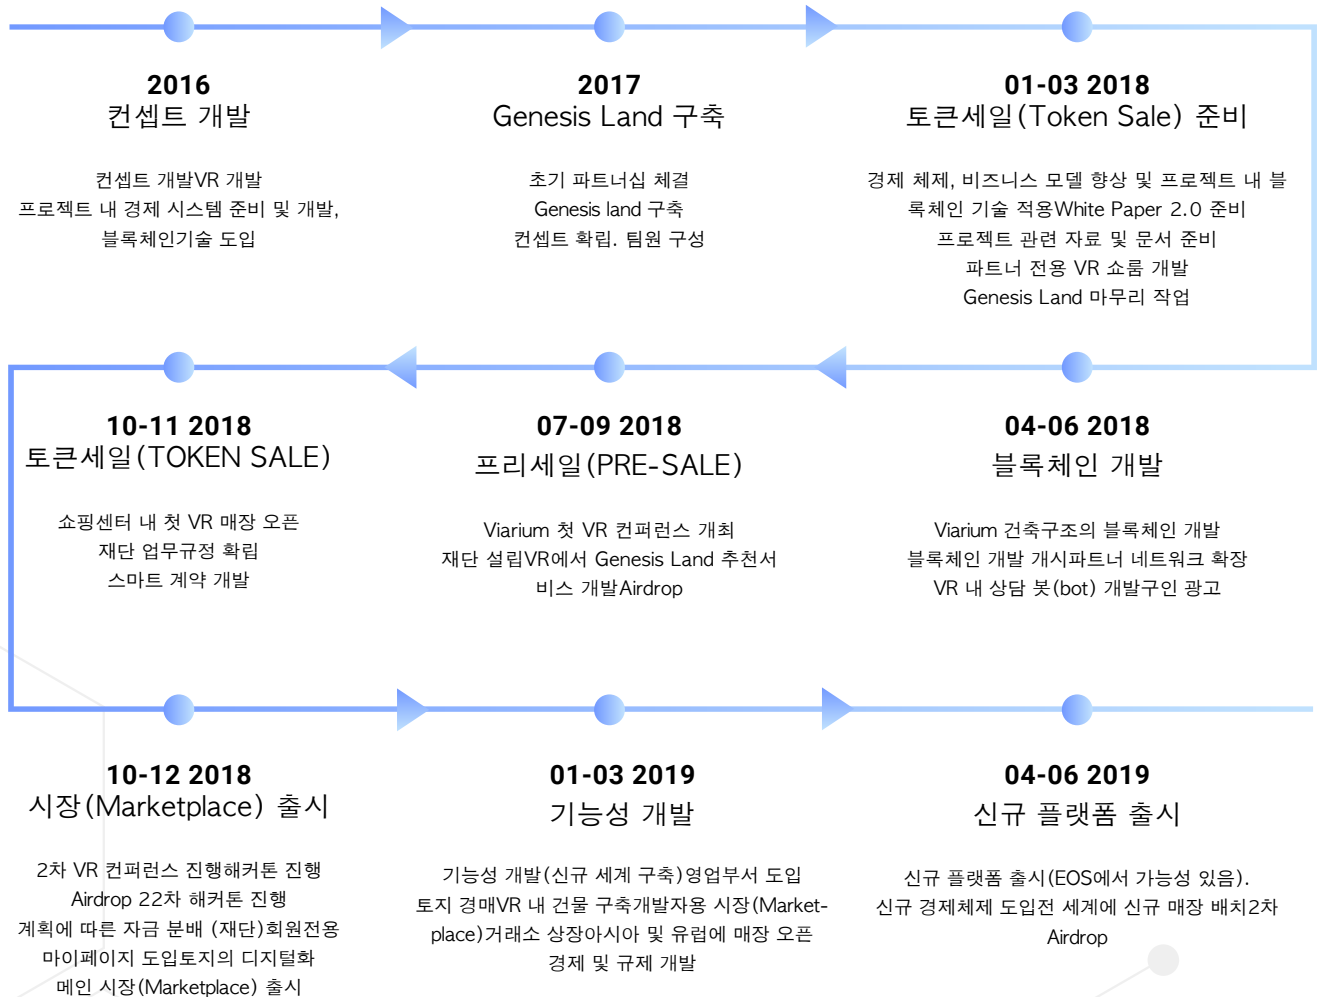 2016
컨셉트 개발
컨셉트 개발VR 개발
프로젝트 내 경제 시스템 준비 및 개발,
블록체인기술 도입
2017
Genesis Land 구축
초기 파트너십 체결
Genesis land 구축
컨셉트 확립. 팀원 구성
01-03 2018
토큰세일(Token Sale) 준비
경제 체제, 비즈니스 모델 향상 및 프로젝트 내 블
록체인 기술 적용White Paper 2.0 준비
프로젝트 관련 자료 및 문서 준비
파트너 전용 VR 쇼룸 개발
Genesis Land 마무리 작업
04-06 2018
블록체인 개발
Viarium 건축구조의 블록체인 개발
블록체인 개발 개시파트너 네트워크 확장
VR 내 상담 봇(bot) 개발구인 광고
07-09 2018
프리세일(PRE-SALE)
Viarium 첫 VR 컨퍼런스 개최
재단 설립VR에서 Genesis Land 추천서
비스 개발Airdrop
10-11 2018
토큰세일(TOKEN SALE)
쇼핑센터 내 첫 VR 매장 오픈
재단 업무규정 확립
스마트 계약 개발
10-12 2018
시장(Marketplace) 출시
2차 VR 컨퍼런스 진행해커톤 진행
Airdrop 22차 해커톤 진행
계획에 따른 자금 분배 (재단)회원전용
마이페이지 도입토지의 디지털화
메인 시장(Marketplace) 출시
01-03 2019
기능성 개발
기능성 개발(신규 세계 구축)영업부서 도입
토지 경매VR 내 건물 구축개발자용 시장(Market-
place)거래소 상장아시아 및 유럽에 매장 오픈
경제 및 규제 개발
04-06 2019
신규 플랫폼 출시
신규 플랫폼 출시(EOS에서 가능성 있음).
신규 경제체제 도입전 세계에 신규 매장 배치2차
Airdrop